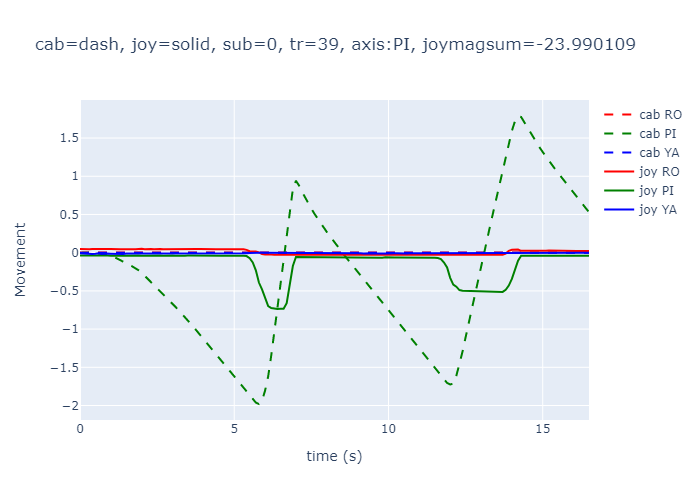 cab=dash, joy=solid, sub=0, tr=39, axis:PI, joymagsum=-23.990109
cab RO
cab PI
cab YA
joy RO
joy PI
joy YA
Movement
1.5
1
0.5
0
−0.5
−1
−1.5
−2
0 5 10 15
time (s)